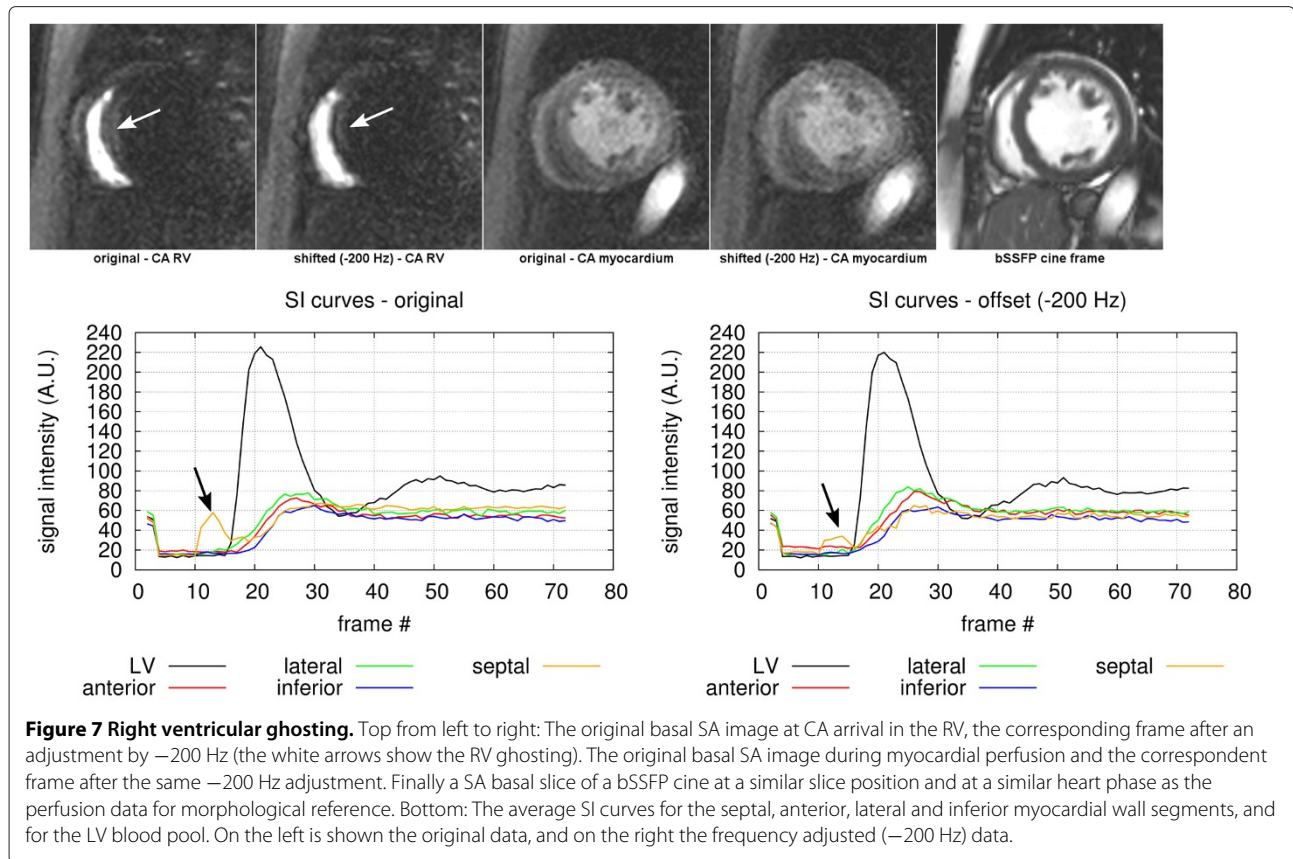 original - CA RV
shifted (-200 Hz) - CA RV
original - CA myocardium
shifted (-200 Hz) - CA myocardium
bSSFP cine frame
SI curves - original
signal intensity (A.U.)
240
220
200
180
160
140
120
100
80
60
40
20
0
0 10 20 30 40 50 60 70 80
frame #
LV
lateral
septal
anterior
inferior
SI curves - offset (-200 Hz)
signal intensity (A.U.)
240
220
200
180
160
140
120
100
80
60
40
20
0
0 10 20 30 40 50 60 70 80
frame #
LV
lateral
septal
anterior
inferior
Figure 7 Right ventricular ghosting. Top from left to right: The original basal SA image at CA arrival in the RV, the corresponding frame after an
adjustment by −200 Hz (the white arrows show the RV ghosting). The original basal SA image during myocardial perfusion and the correspondent
frame after the same −200 Hz adjustment. Finally a SA basal slice of a bSSFP cine at a similar slice position and at a similar heart phase as the
perfusion data for morphological reference. Bottom: The average SI curves for the septal, anterior, lateral and inferior myocardial wall segments, and
for the LV blood pool. On the left is shown the original data, and on the right the frequency adjusted (−200 Hz) data.